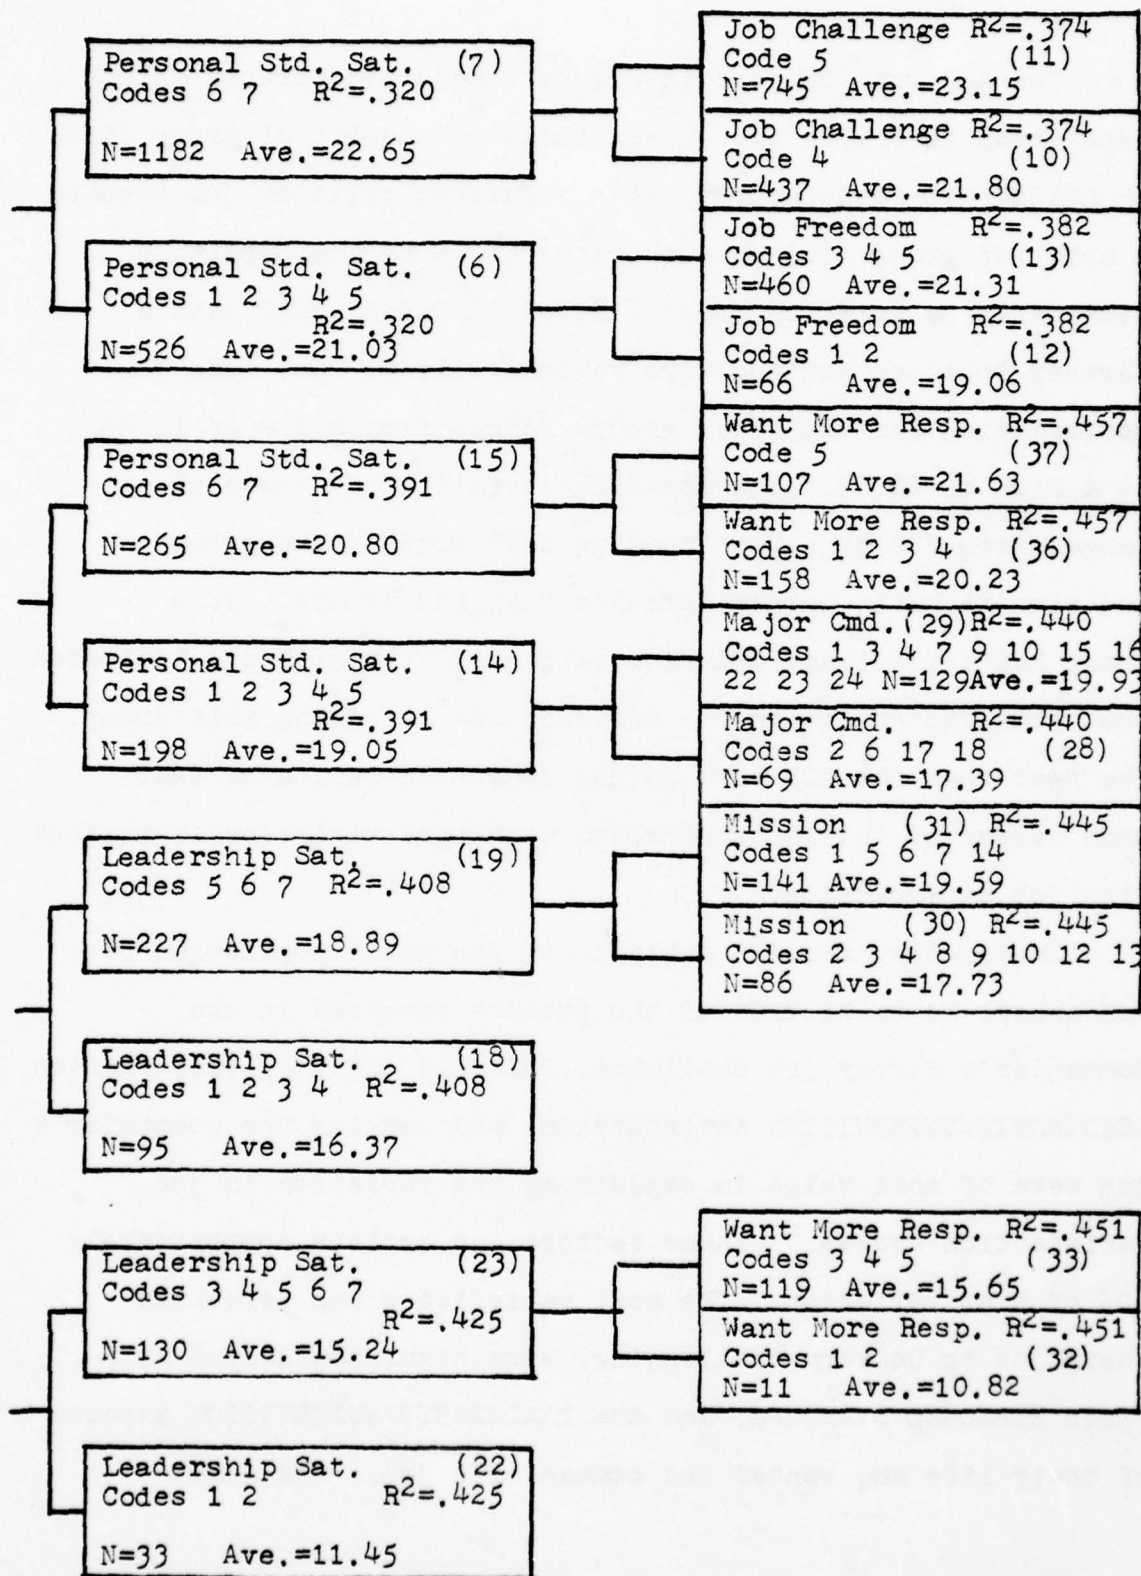 Personal Std. Sat. (7)
Codes 6 7 R²=.320
N=1182 Ave.=22.65
Personal Std. Sat. (6)
Codes 1 2 3 4 5
R²=.320
N=526 Ave.=21.03
Personal Std. Sat. (15)
Codes 6 7 R²=.391
N=265 Ave.=20.80
Personal Std. Sat. (14)
Codes 1 2 3 4 5
R²=.391
N=198 Ave.=19.05
Leadership Sat. (19)
Codes 5 6 7 R²=.408
N=227 Ave.=18.89
Leadership Sat. (18)
Codes 1 2 3 4 R²=.408
N=95 Ave.=16.37
Leadership Sat. (23)
Codes 3 4 5 6 7
R²=.425
N=130 Ave.=15.24
Leadership Sat. (22)
Codes 1 2 R²=.425
N=33 Ave.=11.45
Job Challenge R²=.374
Code 5 (11)
N=745 Ave.=23.15
Job Challenge R²=.374
Code 4 (10)
N=437 Ave.=21.80
Job Freedom R²=.382
Codes 3 4 5 (13)
N=460 Ave.=21.31
Job Freedom R²=.382
Codes 1 2 (12)
N=66 Ave.=19.06
Want More Resp. R²=.457
Code 5 (37)
N=107 Ave.=21.63
Want More Resp. R²=.457
Codes 1 2 3 4 (36)
N=158 Ave.=20.23
Major Cmd. (29) R²=.440
Codes 1 3 4 7 9 10 15 16
22 23 24 N=129 Ave.=19.93
Major Cmd. R²=.440
Codes 2 6 17 18 (28)
N=69 Ave.=17.39
Mission (31) R²=.445
Codes 1 5 6 7 14
N=141 Ave.=19.59
Mission (30) R²=.445
Codes 2 3 4 8 9 10 12 13
N=86 Ave.=17.73
Want More Resp. R²=.451
Codes 3 4 5 (33)
N=119 Ave.=15.65
Want More Resp. R²=.451
Codes 1 2 (32)
N=11 Ave.=10.82